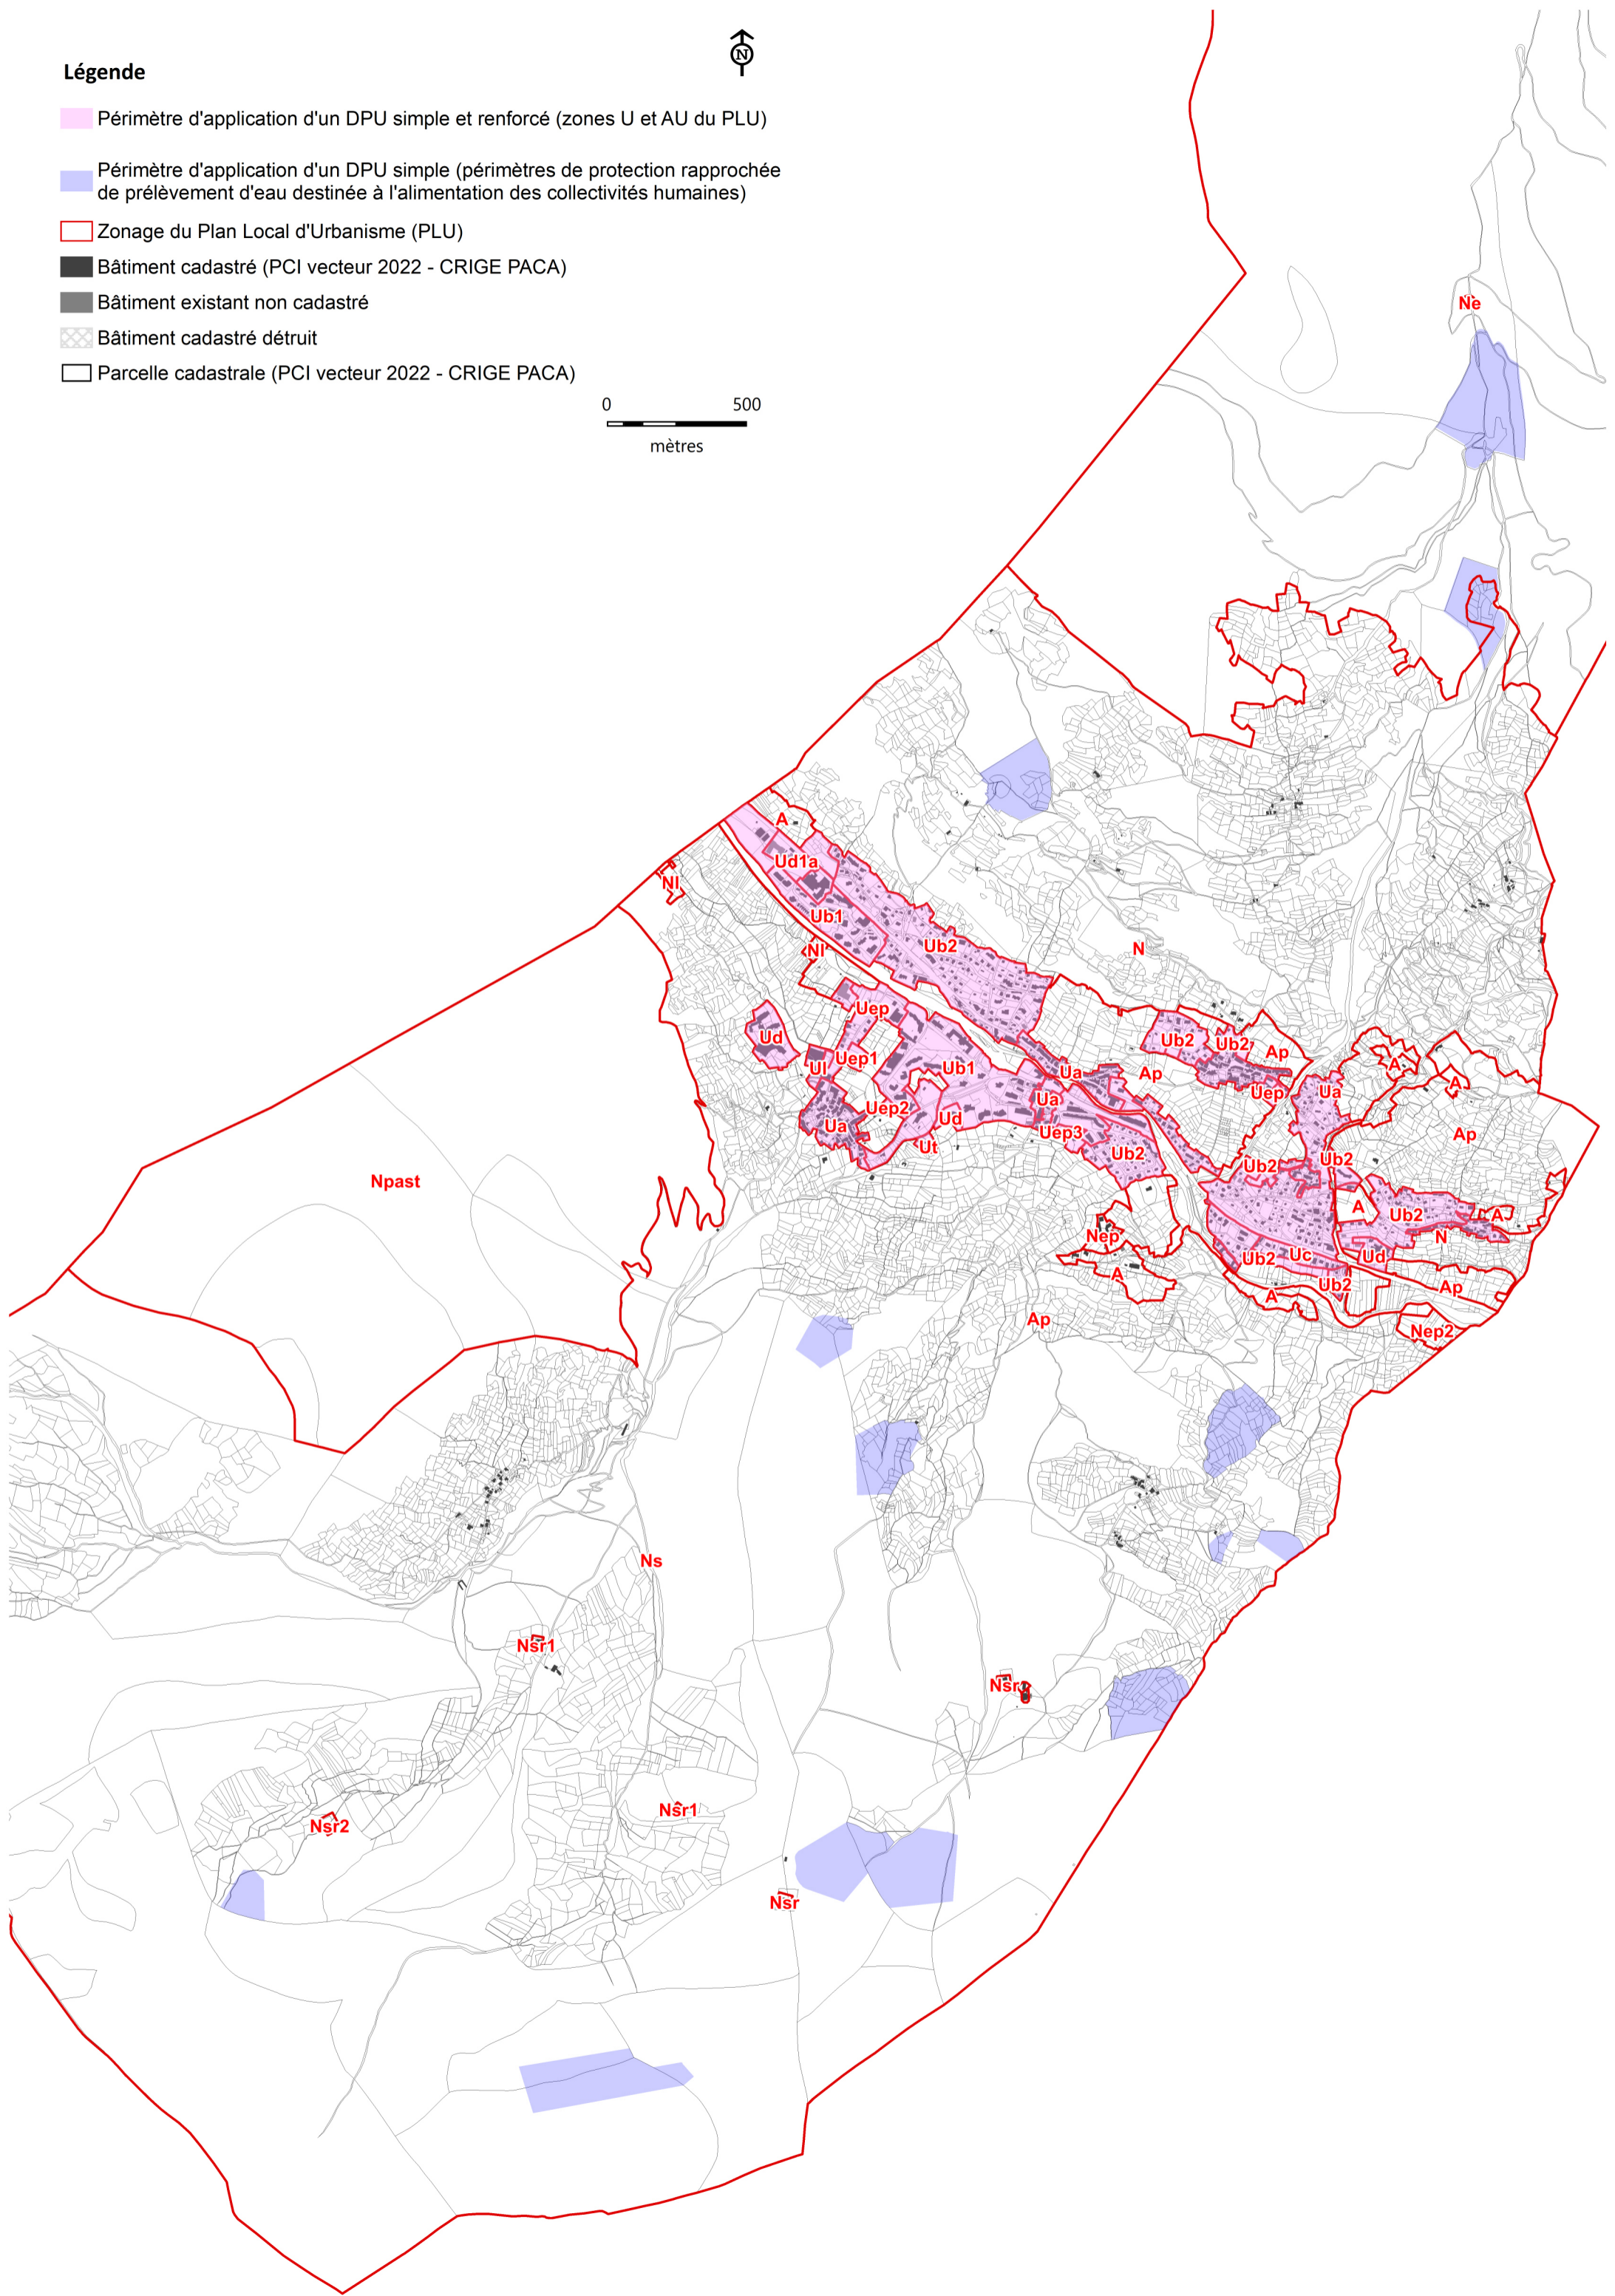 N
Légende
Périmètre d'application d'un DPU simple et renforcé (zones U et AU du PLU)
Périmètre d'application d'un DPU simple (périmètres de protection rapprochée
de prélèvement d'eau destinée à l'alimentation des collectivités humaines)
Zonage du Plan Local d'Urbanisme (PLU)
Bâtiment cadastré (PCI vecteur 2022 - CRIGE PACA)
Bâtiment existant non cadastré
Bâtiment cadastré détruit
Parcelle cadastrale (PCI vecteur 2022 - CRIGE PACA)
0 500
mètres
Ne
A
Ud1a
Nl
Ub1
Ub2
N
Nl
Uep
Ud
Ub2
Ub2
Ap
Uep1
Ul
Ub1
Ua
Ap
A
A
Uep
Ua
Ua
Uep2
Ud
Ua
Uep3
Ap
Ut
Ub2
Ub2
Ub2
Npast
A
Ub2
A
Nep
N
Ub2
Uc
Ud
A
Ub2
Ap
A
Ap
Nep2
Ns
Nsr1
Nsr
Nsr1
Nsr2
Nsr